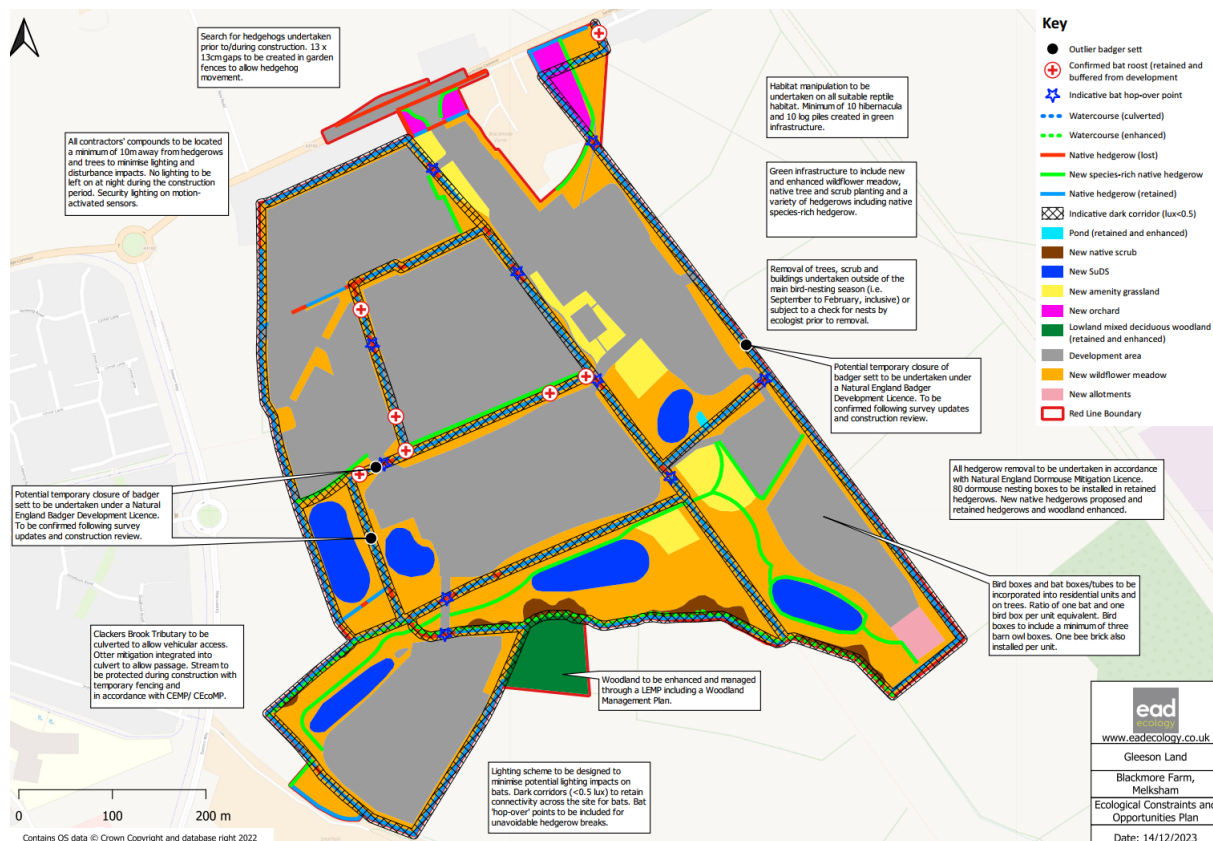 Search for hedgehogs undertaken
prior to/during construction. 13 x
13cm gaps to be created in garden
fences to allow hedgehog
movement.
All contractors' compounds to be located
a minimum of 10m away from hedgerows
and trees to minimise lighting and
disturbance impacts. No lighting to be
left on at night during the construction
period. Security lighting on motion-
activated sensors.
Habitat manipulation to be
undertaken on all suitable reptile
habitat. Minimum of 10 hibernacula
and 10 log piles created in green
infrastructure.
Green infrastructure to include new
and enhanced wildflower meadow,
native tree and scrub planting and a
variety of hedgerows including native
species-rich hedgerow.
Removal of trees, scrub and
buildings undertaken outside of the
main bird-nesting season (i.e.
September to February, inclusive) or
subject to a check for nests by
ecologist prior to removal.
Key
Outlier badger sett
Confirmed bat roost (retained and
buffered from development
Indicative bat hop-over point
Watercourse (culverted)
Watercourse (enhanced)
Native hedgerow (lost)
New species-rich native hedgerow
Native hedgerow (retained)
Indicative dark corridor (lux<0.5)
Pond (retained and enhanced)
New native scrub
New SuDS
New amenity grassland
New orchard
Lowland mixed deciduous woodland
(retained and enhanced)
Development area
New wildflower meadow
New allotments
Red Line Boundary
Potential temporary closure of
badger sett to be undertaken under a
Natural England Badger
Development Licence. To be
confirmed following survey updates
and construction review.
All hedgerow removal to be undertaken in accordance
with Natural England Dormouse Mitigation Licence.
80 dormouse nesting boxes to be installed in retained
hedgerows. New native hedgerows proposed and
retained hedgerows and woodland enhanced.
Potential temporary closure of badger
sett to be undertaken under a Natural
England Badger Development Licence.
To be confirmed following survey
updates and construction review.
Bird boxes and bat boxes/tubes to be
incorporated into residential units and
on trees. Ratio of one bat and one
bird box per unit equivalent. Bird
boxes to include a minimum of three
barn owl boxes. One bee brick also
installed per unit.
Clackers Brook Tributary to be
culverted to allow vehicular access.
Otter mitigation integrated into
culvert to allow passage. Stream to
be protected during construction with
temporary fencing and
in accordance with CEMP/ CEcoMP.
Woodland to be enhanced and managed
through a LEMP including a Woodland
Management Plan.
Lighting scheme to be designed to
minimise potential lighting impacts on
bats. Dark corridors (<0.5 lux) to retain
connectivity across the site for bats. Bat
'hop-over' points to be included for
unavoidable hedgerow breaks.
0 100 200 m
Contains OS data © Crown Copyright and database right 2022
ead
ecology
www.eadecology.co.uk
Gleeson Land
Blackmore Farm,
Melksham
Ecological Constraints and
Opportunities Plan
Date: 14/12/2023